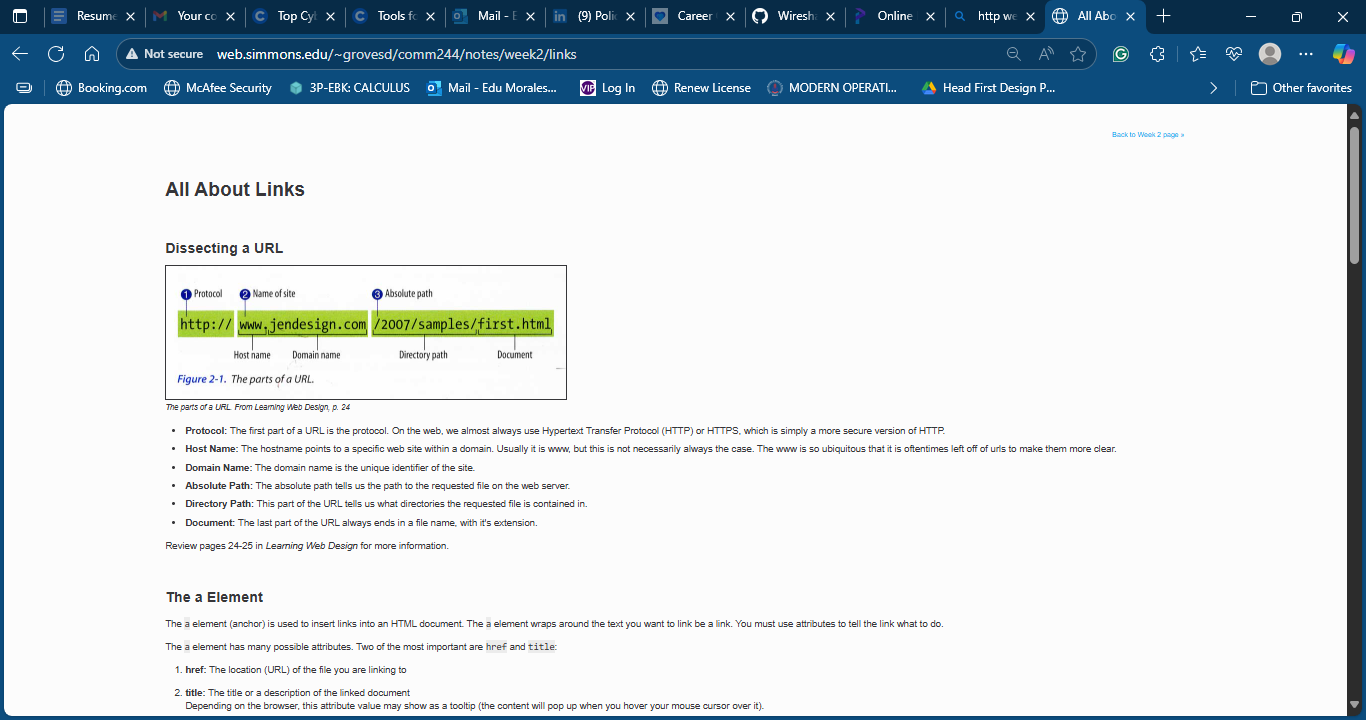 Resume
Your co
Top Cyb
Tools fo
Mail - E
(9) Polic
Career
Wiresha
Online
http we
All Abo
Not secure
web.simmons.edu/~grovesd/comm244/notes/week2/links
Booking.com
McAfee Security
3P-EBK: CALCULUS
Mail - Edu Morales...
VIP Log In
Renew License
MODERN OPERATI...
Head First Design P...
Other favorites
Back to Week 2 page »
All About Links
Dissecting a URL
1 Protocol 2 Name of site 3 Absolute path
http:// www.jendesign.com /2007/samples/first.html
Host name Domain name Directory path Document
Figure 2-1. The parts of a URL.
The parts of a URL. From Learning Web Design, p. 24
• Protocol: The first part of a URL is the protocol. On the web, we almost always use Hypertext Transfer Protocol (HTTP) or HTTPS, which is simply a more secure version of HTTP.
• Host Name: The hostname points to a specific web site within a domain. Usually it is www, but this is not necessarily always the case. The www is so ubiquitous that it is oftentimes left off of urls to make them more clear.
• Domain Name: The domain name is the unique identifier of the site.
• Absolute Path: The absolute path tells us the path to the requested file on the web server.
• Directory Path: This part of the URL tells us what directories the requested file is contained in.
• Document: The last part of the URL always ends in a file name, with it's extension.
Review pages 24-25 in Learning Web Design for more information.
The a Element
The a element (anchor) is used to insert links into an HTML document. The a element wraps around the text you want to link be a link. You must use attributes to tell the link what to do.
The a element has many possible attributes. Two of the most important are href and title:
1. href: The location (URL) of the file you are linking to
2. title: The title or a description of the linked document
Depending on the browser, this attribute value may show as a tooltip (the content will pop up when you hover your mouse cursor over it).